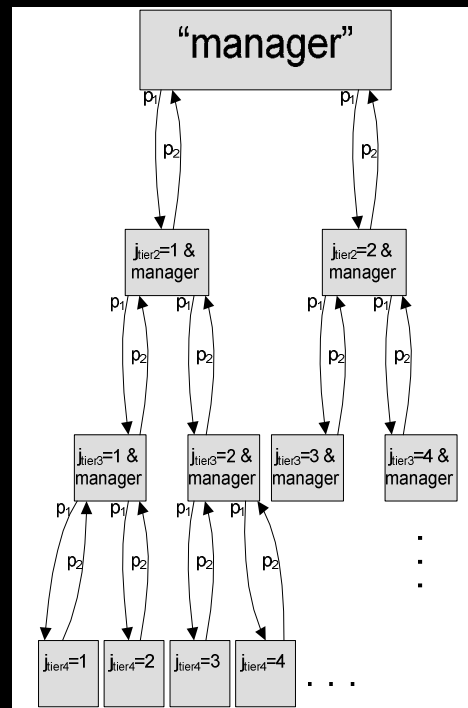 “manager”
p₁ p₁
p₂ p₂
jtier2=1 &
manager
jtier2=2 &
manager
p₁ p₁ p₁ p₁
p₂ p₂ p₂ p₂
jtier3=1 &
manager
jtier3=2 &
manager
jtier3=3 &
manager
jtier3=4 &
manager
p₁ p₁ p₁ p₁
p₂ p₂ p₂ p₂
jtier4=1
jtier4=2
jtier4=3
jtier4=4
. . .